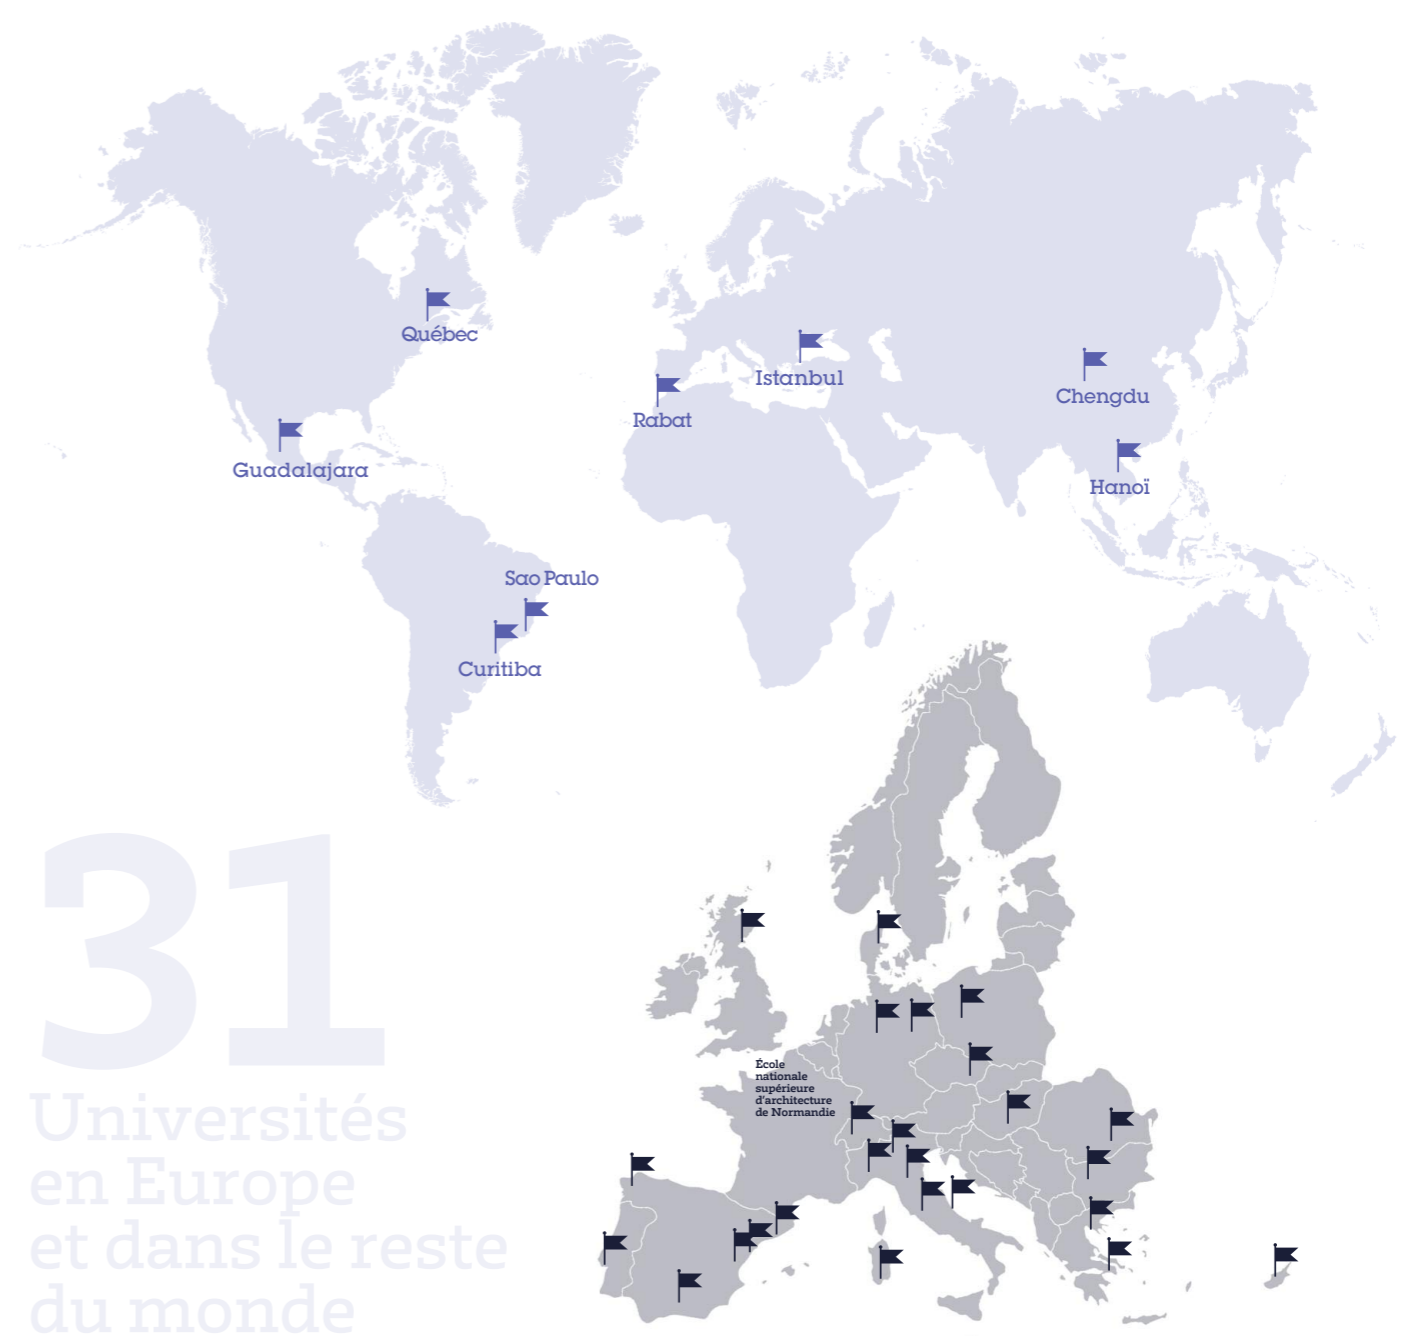 Québec
Istanbul
Chengdu
Rabat
Guadalajara
Hanoï
Sao Paulo
Curitiba
31
Universités
en Europe
et dans le reste
du monde
École
nationale
supérieure
d'architecture
de Normandie